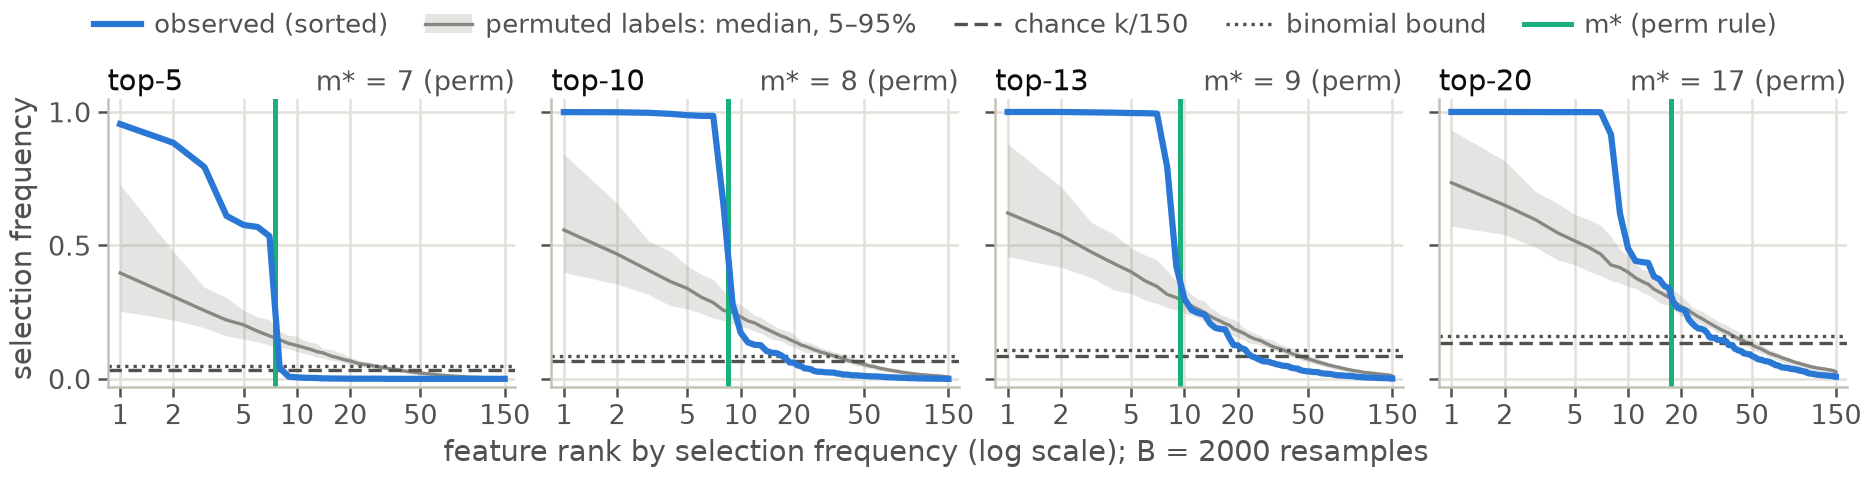 observed (sorted) permuted labels: median, 5–95% chance k/150 binomial bound m* (perm rule)
top-5 m* = 7 (perm) top-10 m* = 8 (perm) top-13 m* = 9 (perm) top-20 m* = 17 (perm)
selection frequency
1.0
0.5
0.0
1 2 5 10 20 50 150 1 2 5 10 20 50 150 1 2 5 10 20 50 150 1 2 5 10 20 50 150
feature rank by selection frequency (log scale); B = 2000 resamples